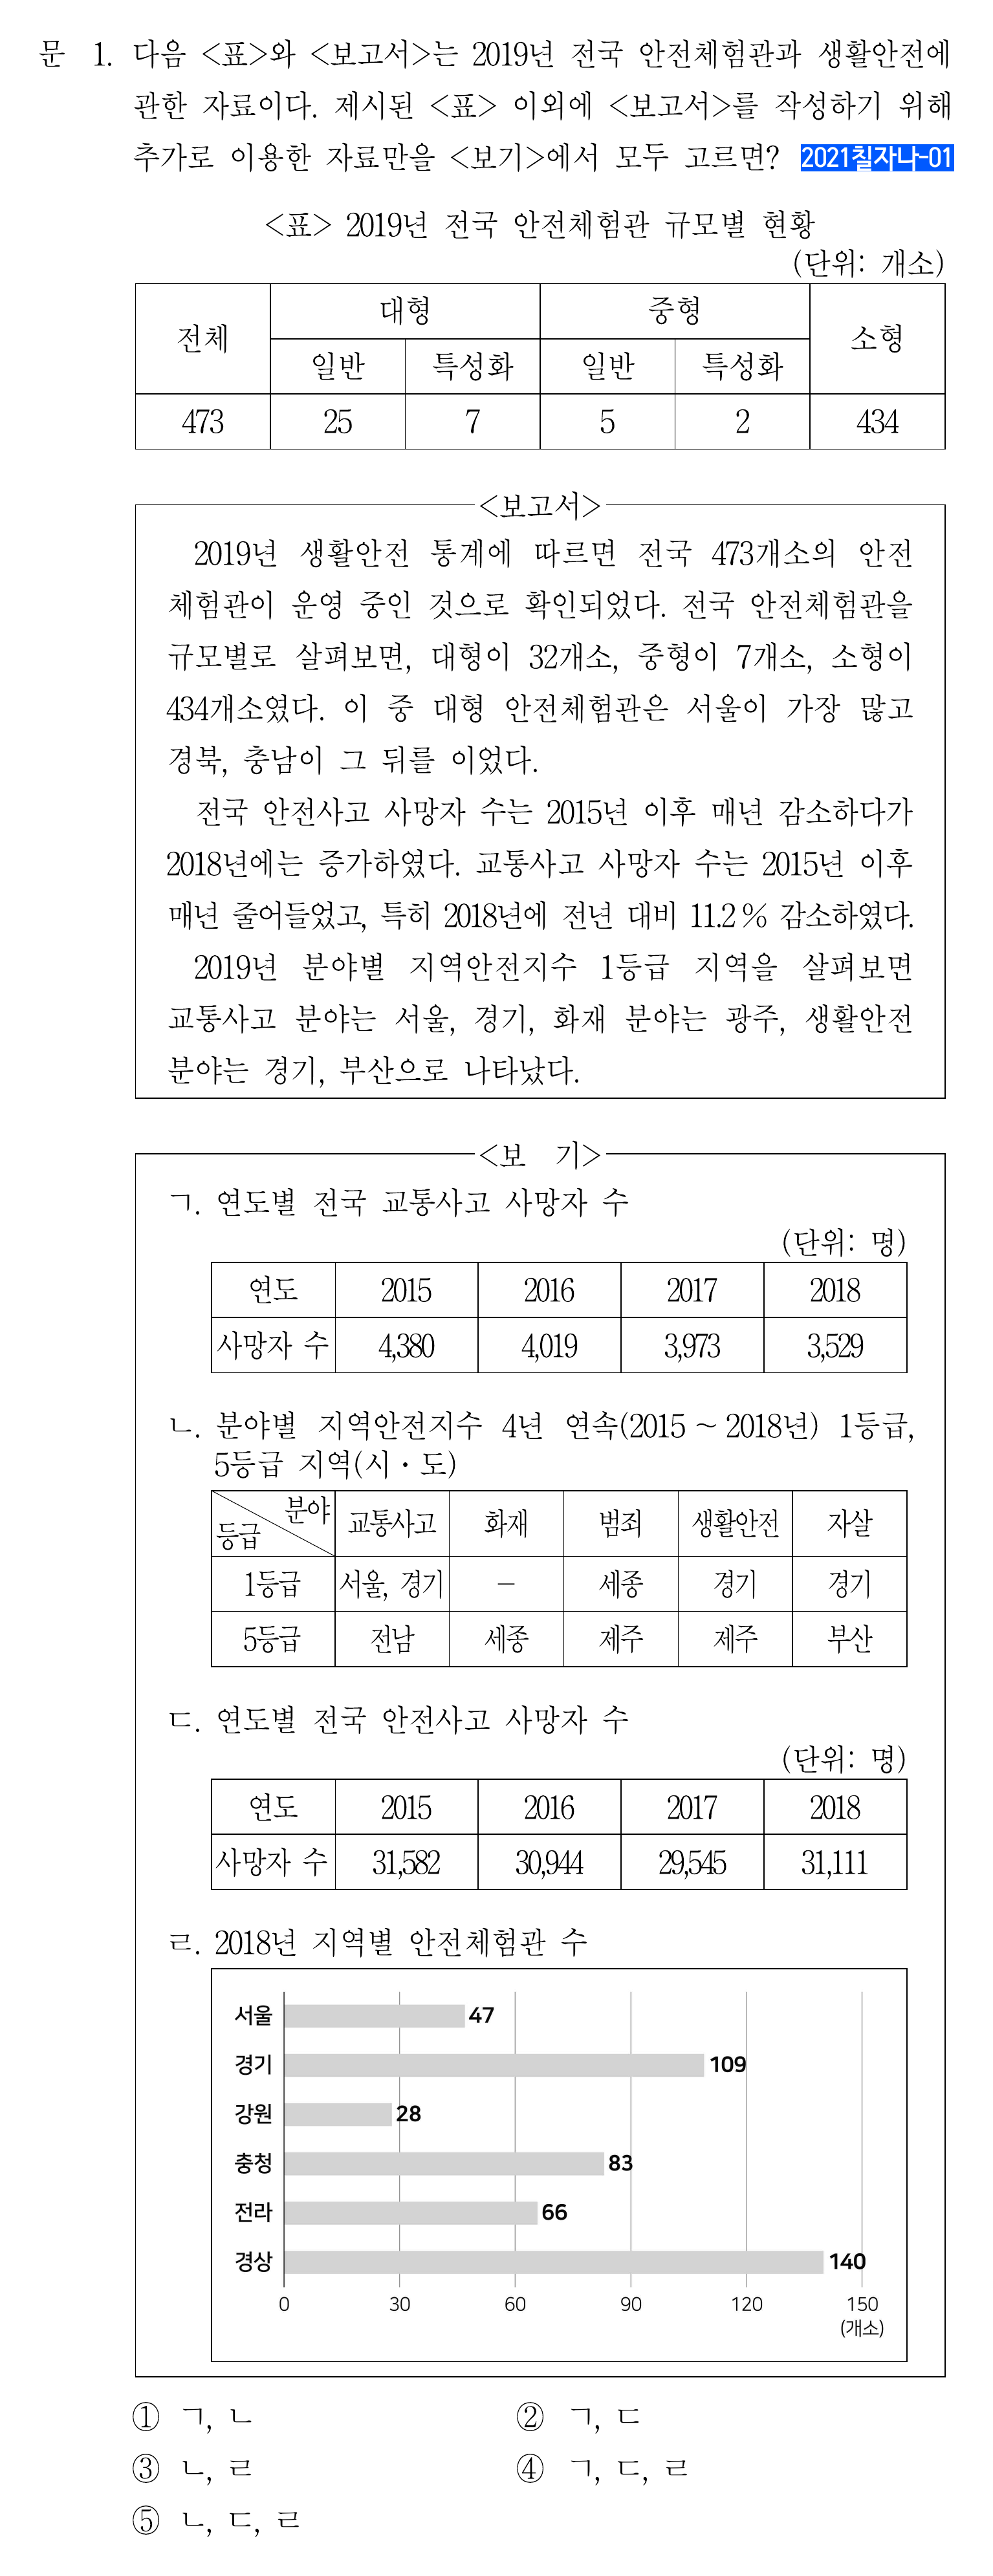 문 1. 다음 <표>와 <보고서>는 2019년 전국 안전체험관과 생활안전에
관한 자료이다. 제시된 <표> 이외에 <보고서>를 작성하기 위해
추가로 이용한 자료만을 <보기>에서 모두 고르면? 2021칠자나-01
<표> 2019년 전국 안전체험관 규모별 현황
(단위: 개소)
전체 대형 중형 소형
일반 특성화 일반 특성화
473 25 7 5 2 434
<보고서>
2019년 생활안전 통계에 따르면 전국 473개소의 안전
체험관이 운영 중인 것으로 확인되었다. 전국 안전체험관을
규모별로 살펴보면, 대형이 32개소, 중형이 7개소, 소형이
434개소였다. 이 중 대형 안전체험관은 서울이 가장 많고
경북, 충남이 그 뒤를 이었다.
전국 안전사고 사망자 수는 2015년 이후 매년 감소하다가
2018년에는 증가하였다. 교통사고 사망자 수는 2015년 이후
매년 줄어들었고, 특히 2018년에 전년 대비 11.2% 감소하였다.
2019년 분야별 지역안전지수 1등급 지역을 살펴보면
교통사고 분야는 서울, 경기, 화재 분야는 광주, 생활안전
분야는 경기, 부산으로 나타났다.
<보 기>
ㄱ. 연도별 전국 교통사고 사망자 수
(단위: 명)
연도 2015 2016 2017 2018
사망자 수 4,380 4,019 3,973 3,529
ㄴ. 분야별 지역안전지수 4년 연속(2015~2018년) 1등급,
5등급 지역(시·도)
분야 등급 교통사고 화재 범죄 생활안전 자살
1등급 서울, 경기 － 세종 경기 경기
5등급 전남 세종 제주 제주 부산
ㄷ. 연도별 전국 안전사고 사망자 수
(단위: 명)
연도 2015 2016 2017 2018
사망자 수 31,582 30,944 29,545 31,111
ㄹ. 2018년 지역별 안전체험관 수
서울 47
경기 109
강원 28
충청 83
전라 66
경상 140
0 30 60 90 120 150
(개소)
① ㄱ, ㄴ ② ㄱ, ㄷ
③ ㄴ, ㄹ ④ ㄱ, ㄷ, ㄹ
⑤ ㄴ, ㄷ, ㄹ